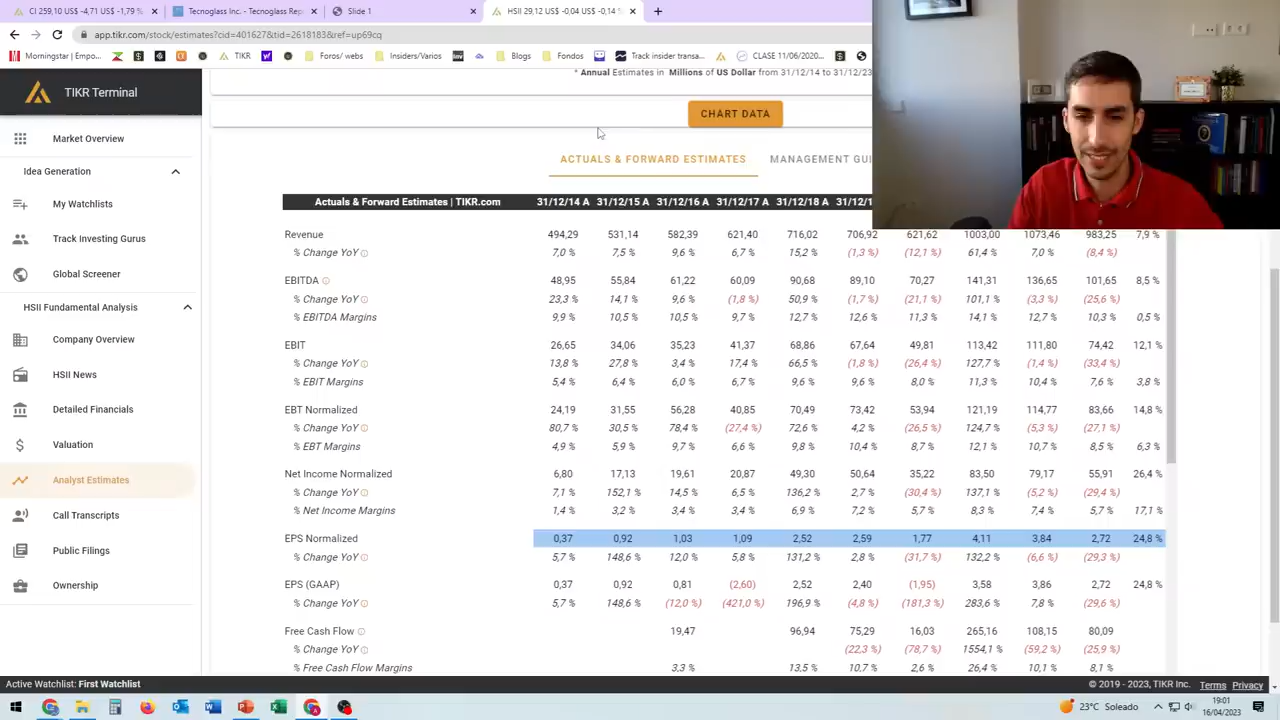 CI 259,10 US$ -4,71 -1,79 %
Tecnoglass Inc. - Tecnoglass Rep
Slide 1
HSII 29,12 US$ -0,04 US$ -0,14
app.tikr.com/stock/estimates?cid=401627&tid=2618183&ref=up69cq
Morningstar | Empo...
TIKR
Foros/ webs
Insiders/Varios
Blogs
Fondos
Track insider transa...
CLASE 11/06/2020...
TIKR Terminal
* Annual Estimates in Millions of US Dollar from 31/12/14 to 31/12/23
CHART DATA
Market Overview
Idea Generation
My Watchlists
Track Investing Gurus
Global Screener
HSII Fundamental Analysis
Company Overview
HSII News
Detailed Financials
Valuation
Analyst Estimates
Call Transcripts
Public Filings
Ownership
ACTUALS & FORWARD ESTIMATES MANAGEMENT GUI
Actuals & Forward Estimates | TIKR.com 31/12/14 A 31/12/15 A 31/12/16 A 31/12/17 A 31/12/18 A 31/12/1
Revenue 494,29 531,14 582,39 621,40 716,02 706,92 621,62 1003,00 1073,46 983,25 7,9 %
% Change YoY 7,0 % 7,5 % 9,6 % 6,7 % 15,2 % (1,3 %) (12,1 %) 61,4 % 7,0 % (8,4 %)
EBITDA 48,95 55,84 61,22 60,09 90,68 89,10 70,27 141,31 136,65 101,65 8,5 %
% Change YoY 23,3 % 14,1 % 9,6 % (1,8 %) 50,9 % (1,7 %) (21,1 %) 101,1 % (3,3 %) (25,6 %)
% EBITDA Margins 9,9 % 10,5 % 10,5 % 9,7 % 12,7 % 12,6 % 11,3 % 14,1 % 12,7 % 10,3 % 0,5 %
EBIT 26,65 34,06 35,23 41,37 68,86 67,64 49,81 113,42 111,80 74,42 12,1 %
% Change YoY 13,8 % 27,8 % 3,4 % 17,4 % 66,5 % (1,8 %) (26,4 %) 127,7 % (1,4 %) (33,4 %)
% EBIT Margins 5,4 % 6,4 % 6,0 % 6,7 % 9,6 % 9,6 % 8,0 % 11,3 % 10,4 % 7,6 % 3,8 %
EBT Normalized 24,19 31,55 56,28 40,85 70,49 73,42 53,94 121,19 114,77 83,66 14,8 %
% Change YoY 80,7 % 30,5 % 78,4 % (27,4 %) 72,6 % 4,2 % (26,5 %) 124,7 % (5,3 %) (27,1 %)
% EBT Margins 4,9 % 5,9 % 9,7 % 6,6 % 9,8 % 10,4 % 8,7 % 12,1 % 10,7 % 8,5 % 6,3 %
Net Income Normalized 6,80 17,13 19,61 20,87 49,30 50,64 35,22 83,50 79,17 55,91 26,4 %
% Change YoY 7,1 % 152,1 % 14,5 % 6,5 % 136,2 % 2,7 % (30,4 %) 137,1 % (5,2 %) (29,4 %)
% Net Income Margins 1,4 % 3,2 % 3,4 % 3,4 % 6,9 % 7,2 % 5,7 % 8,3 % 7,4 % 5,7 % 17,1 %
EPS Normalized 0,37 0,92 1,03 1,09 2,52 2,59 1,77 4,11 3,84 2,72 24,8 %
% Change YoY 5,7 % 148,6 % 12,0 % 5,8 % 131,2 % 2,8 % (31,7 %) 132,2 % (6,6 %) (29,3 %)
EPS (GAAP) 0,37 0,92 0,81 (2,60) 2,52 2,40 (1,95) 3,58 3,86 2,72 24,8 %
% Change YoY 5,7 % 148,6 % (12,0 %) (421,0 %) 196,9 % (4,8 %) (181,3 %) 283,6 % 7,8 % (29,6 %)
Free Cash Flow 19,47 96,94 75,29 16,03 265,16 108,15 80,09
% Change YoY (22,3 %) (78,7 %) 1554,1 % (59,2 %) (25,9 %)
% Free Cash Flow Margins 3,3 % 13,5 % 10,7 % 2,6 % 26,4 % 10,1 % 8,1 %
Active Watchlist: First Watchlist
© 2019 - 2023, TIKR Inc. Terms Privacy
23°C Soleado
19:01
16/04/2023